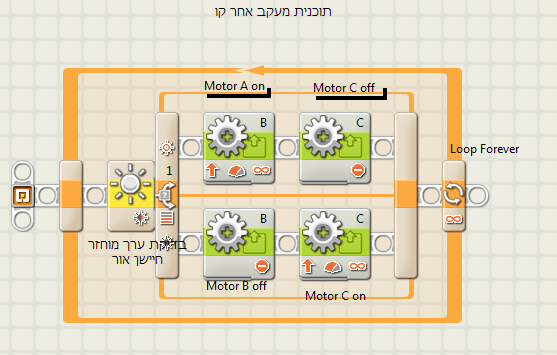 תוכנית מעקב אחר קו
Motor A on
Motor C off
B
C
Loop Forever
1
B
C
בדיקת ערך מוחזר
חיישן אור
Motor B off
Motor C on